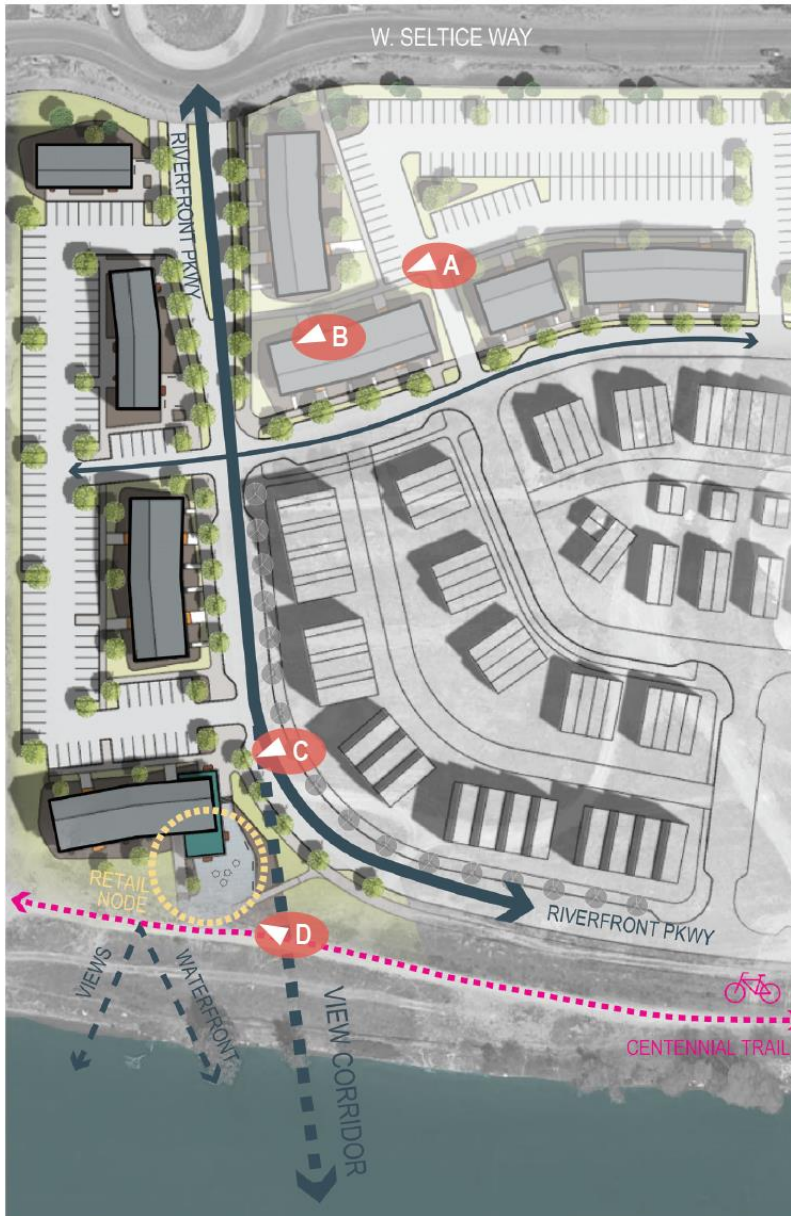 W. SELTICE WAY
RIVERFRONT PKWY
A
B
C
RETAIL
NODE
D
RIVERFRONT PKWY
VIEWS
WATERFRONT
VIEW CORRIDOR
CENTENNIAL TRAIL